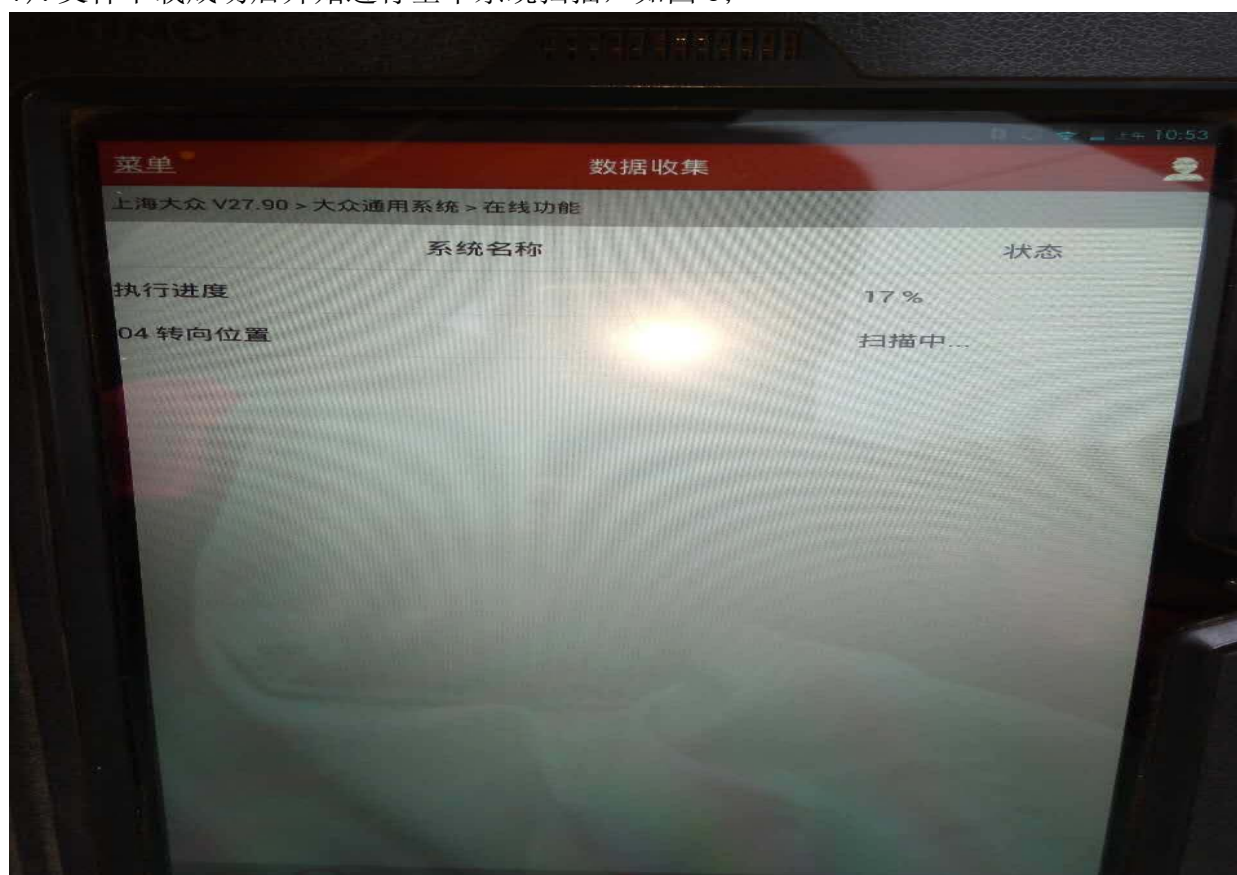 上午 10:53
菜单
数据收集
上海大众 V27.90 > 大众通用系统 > 在线功能
系统名称
状态
执行进度
17 %
04 转向位置
扫描中...